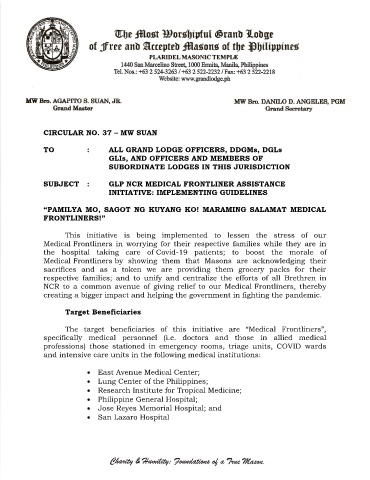 The Most Worshipful Grand Lodge
of Free and Accepted Masons of the Philippines
PLARIDEL MASONIC TEMPLE
1440 San Marcelino Street, 1000 Ermita, Manila, Philippines
Tel. Nos.: +63 2 524-3263 / +63 2 522-2232 / Fax: +63 2 522-2218
Website: www.grandlodge.ph
MW Bro. AGAPITO S. SUAN, JR.
Grand Master
MW Bro. DANILO D. ANGELES, PGM
Grand Secretary
CIRCULAR NO. 37 – MW SUAN
TO : ALL GRAND LODGE OFFICERS, DDGMs, DGLs
GLIs, AND OFFICERS AND MEMBERS OF
SUBORDINATE LODGES IN THIS JURISDICTION
SUBJECT : GLP NCR MEDICAL FRONTLINER ASSISTANCE
INITIATIVE: IMPLEMENTING GUIDELINES
“PAMILYA MO, SAGOT NG KUYANG KO! MARAMING SALAMAT MEDICAL
FRONTLINERS!”
This initiative is being implemented to lessen the stress of our
Medical Frontliners in worrying for their respective families while they are in
the hospital taking care of Covid-19 patients; to boost the morale of
Medical Frontliners by showing them that Masons are acknowledging their
sacrifices and as a token we are providing them grocery packs for their
respective families; and to unify and centralize the efforts of all Brethren in
NCR to a common avenue of giving relief to our Medical Frontliners, thereby
creating a bigger impact and helping the government in fighting the pandemic.
Target Beneficiaries
The target beneficiaries of this initiative are “Medical Frontliners”,
specifically medical personnel (i.e. doctors and those in allied medical
professions) those stationed in emergency rooms, triage units, COVID wards
and intensive care units in the following medical institutions:
• East Avenue Medical Center;
• Lung Center of the Philippines;
• Research Institute for Tropical Medicine;
• Philippine General Hospital;
• Jose Reyes Memorial Hospital; and
• San Lazaro Hospital
Charity & Humility: Foundations of a True Mason.